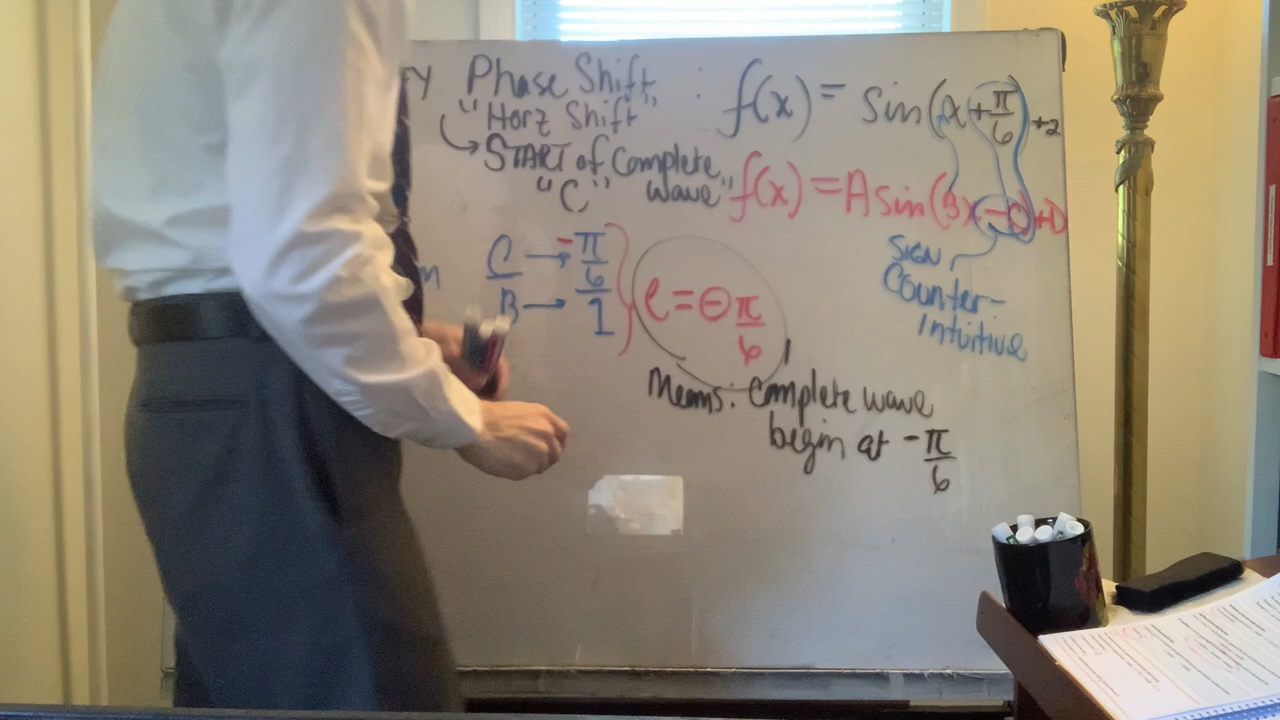 Phase Shift : f(x) = Sin(x + π/6) +2
"Horz Shift"
→ START of Complete
"C" wave"
f(x) = A sin(Bx - C) + D
SIGN
Counter-
intuitive
C → -π/6
B → 1
= ⊖ π/6
Means: Complete wave
begin at -π/6